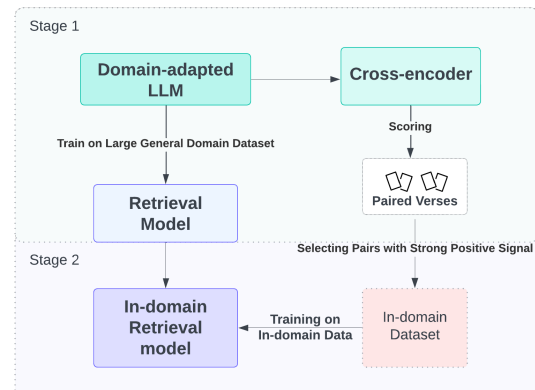 Stage 1
Domain-adapted
LLM
Cross-encoder
Scoring
Train on Large General Domain Dataset
Paired Verses
Retrieval
Model
Selecting Pairs with Strong Positive Signal
Stage 2
In-domain
Retrieval
model
Training on
In-domain Data
In-domain
Dataset